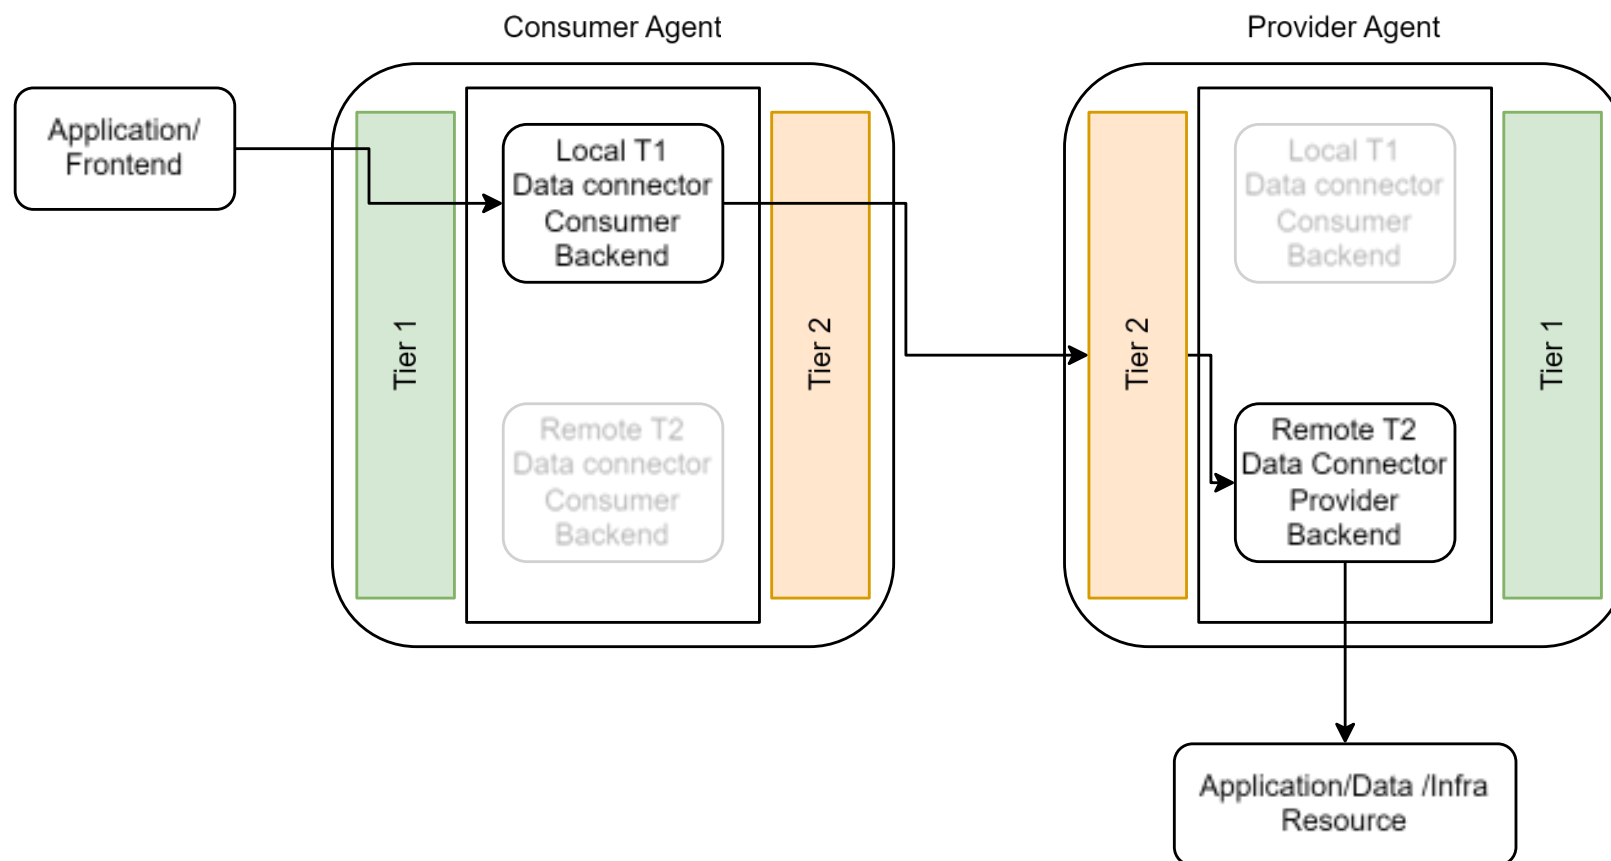 Consumer Agent
Provider Agent
Application/
Frontend
Tier 1
Local T1
Data connector
Consumer
Backend
Remote T2
Data connector
Consumer
Backend
Tier 2
Tier 2
Local T1
Data connector
Consumer
Backend
Remote T2
Data Connector
Provider
Backend
Tier 1
Application/Data /Infra
Resource